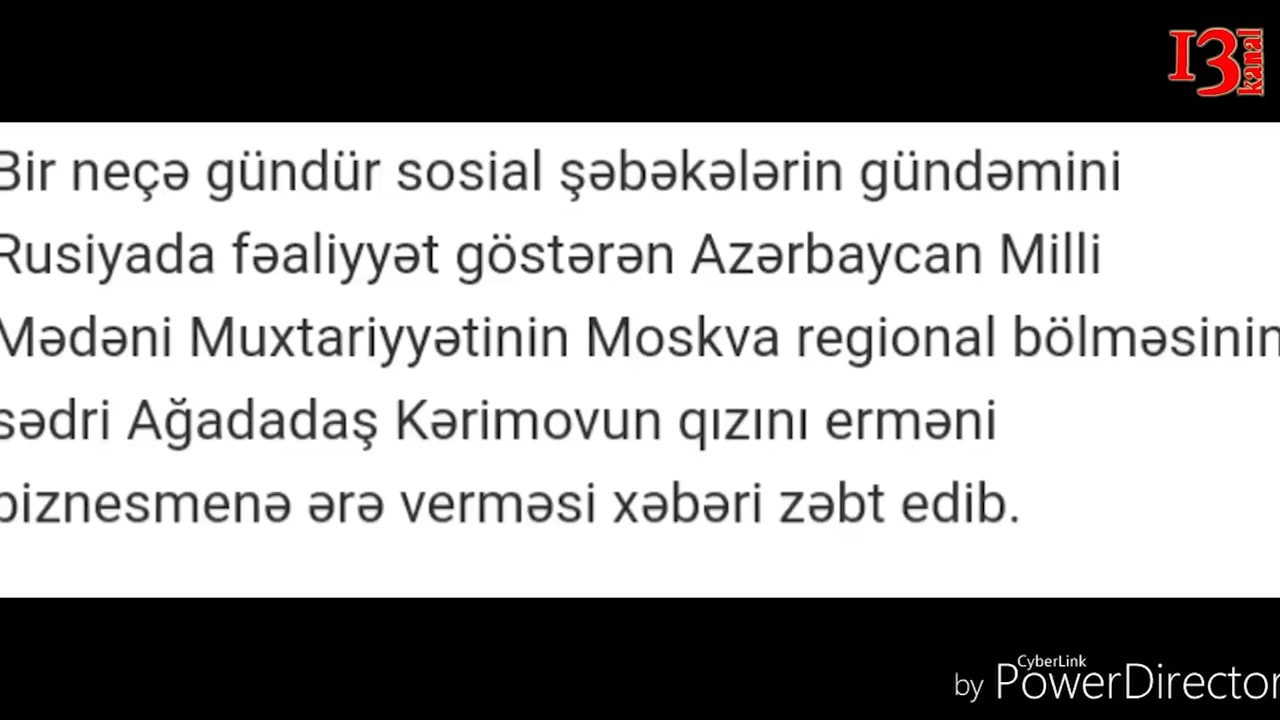 13 kanal
Bir neçə gündür sosial şəbəkələrin gündəmini
Rusiyada fəaliyyət göstərən Azərbaycan Milli
Mədəni Muxtariyyətinin Moskva regional bölməsinin
sədri Ağadadaş Kərimovun qızını erməni
biznesmenə ərə verməsi xəbəri zəbt edib.
CyberLink
by PowerDirector